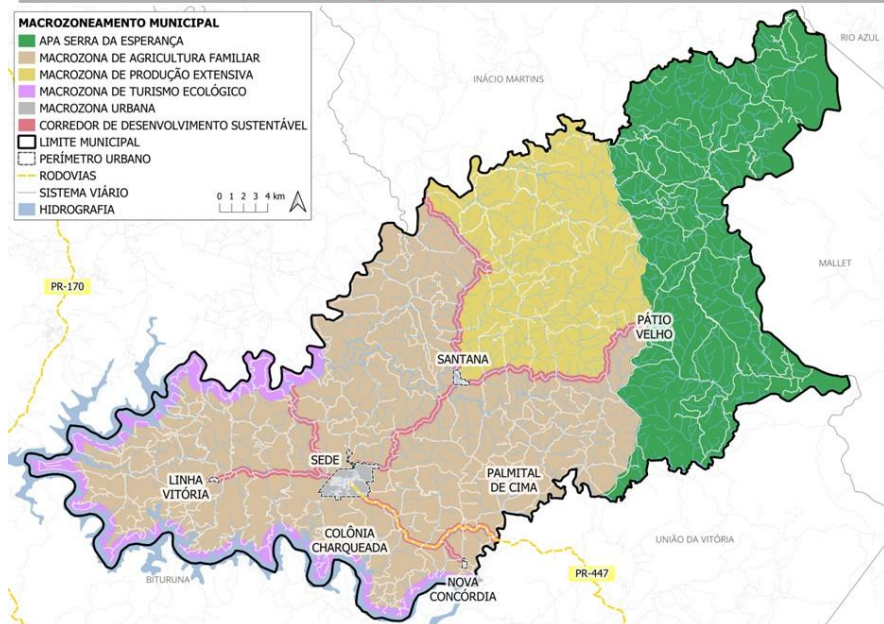 MACROZONEAMENTO MUNICIPAL
APA SERRA DA ESPERANÇA
MACROZONA DE AGRICULTURA FAMILIAR
MACROZONA DE PRODUÇÃO EXTENSIVA
MACROZONA DE TURISMO ECOLÓGICO
MACROZONA URBANA
CORREDOR DE DESENVOLVIMENTO SUSTENTÁVEL
LIMITE MUNICIPAL
PERÍMETRO URBANO
RODOVIAS
SISTEMA VIÁRIO
HIDROGRAFIA
0 1 2 3 4 km
RIO AZUL
INÁCIO MARTINS
MALLET
PR-170
PÁTIO
VELHO
SANTANA
SEDE
LINHA
VITÓRIA
PALMITAL
DE CIMA
COLÔNIA
CHARQUEADA
UNIÃO DA VITÓRIA
BITURUNA
PR-447
NOVA
CONCÓRDIA